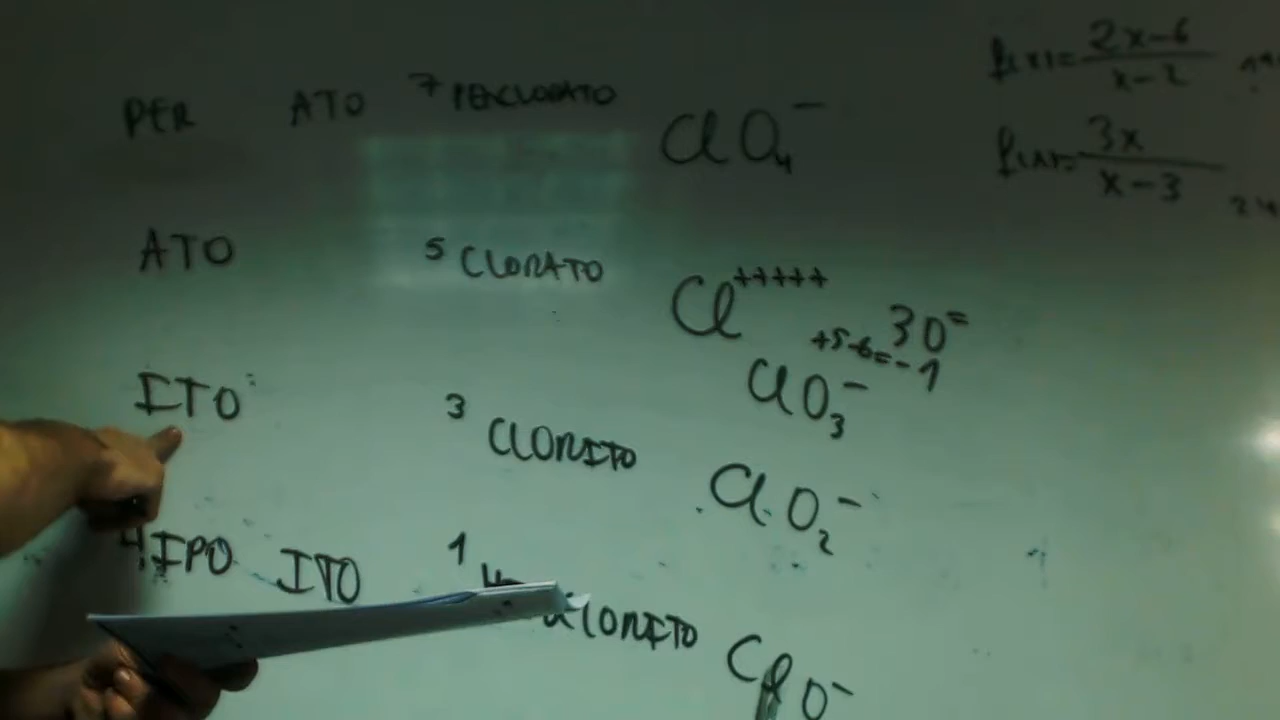 PER ATO 7 PERCLORATO ClO₄⁻
ATO 5 CLORATO Cl+++++ 3O=
+5-6=-1
ClO₃⁻
ITO 3 CLORITO ClO₂⁻
HIPO ITO 1 CLORITO ClO⁻
f(x)=2x-6/x-2
f(x)=3x/x-3